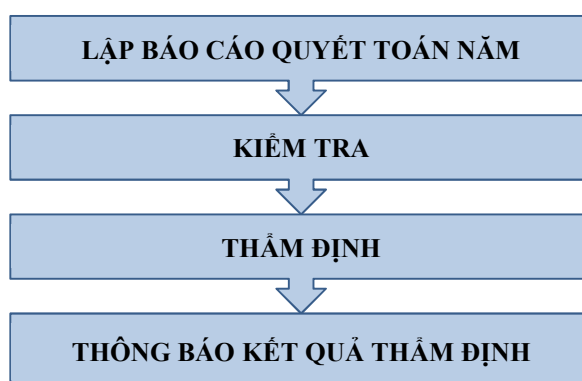 LẬP BÁO CÁO QUYẾT TOÁN NĂM
KIỂM TRA
THẨM ĐỊNH
THÔNG BÁO KẾT QUẢ THẨM ĐỊNH